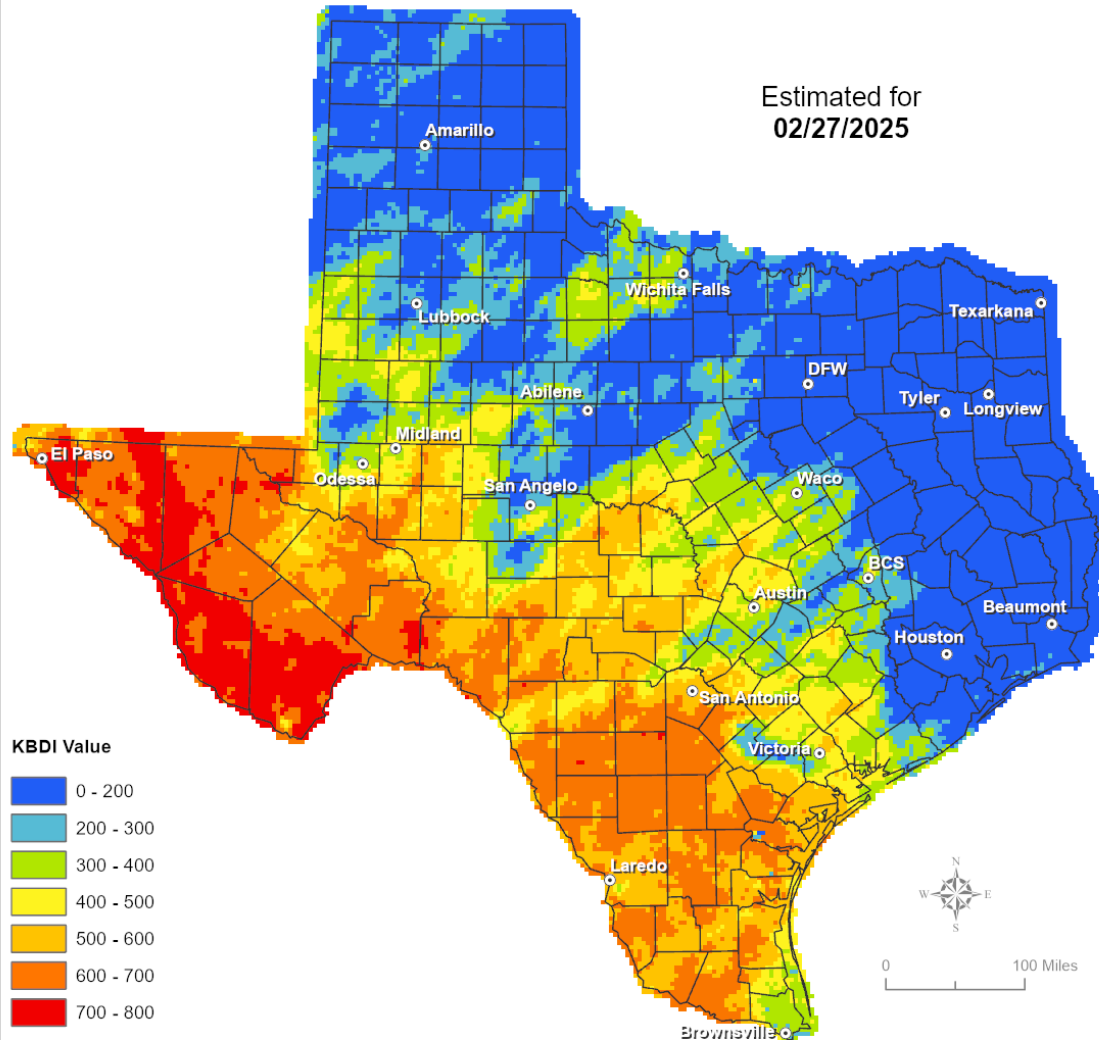 Estimated for
02/27/2025
Amarillo
Wichita Falls
Lubbock
Texarkana
DFW
Abilene
Tyler
Longview
Midland
El Paso
Odessa
San Angelo
Waco
BCS
Austin
Beaumont
Houston
San Antonio
Victoria
KBDI Value
0 - 200
200 - 300
300 - 400
400 - 500
500 - 600
600 - 700
700 - 800
Laredo
N
W E
S
0 100 Miles
Brownsville